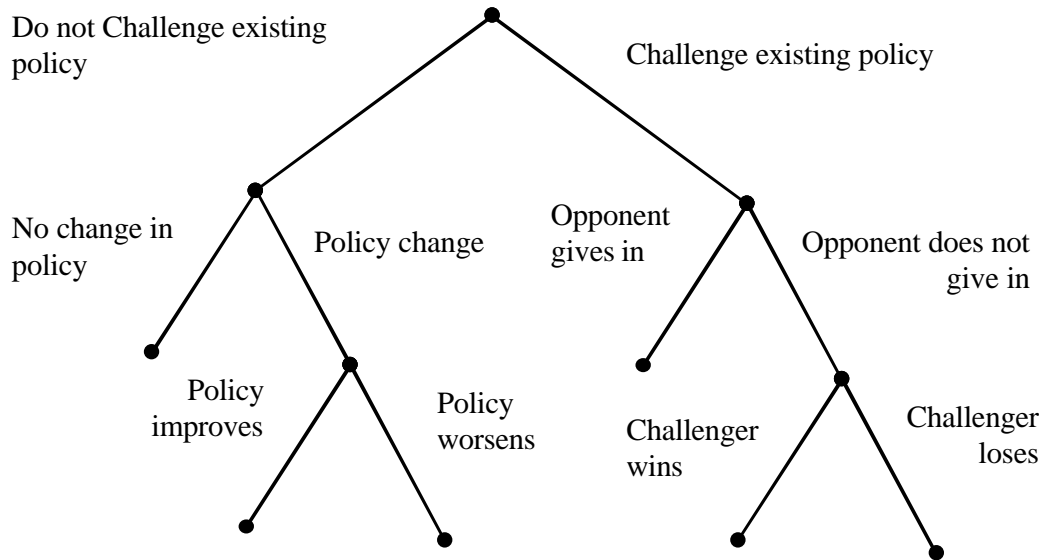 Do not Challenge existing
policy
Challenge existing policy
No change in
policy
Policy change
Opponent
gives in
Opponent does not
give in
Policy
improves
Policy
worsens
Challenger
wins
Challenger
loses